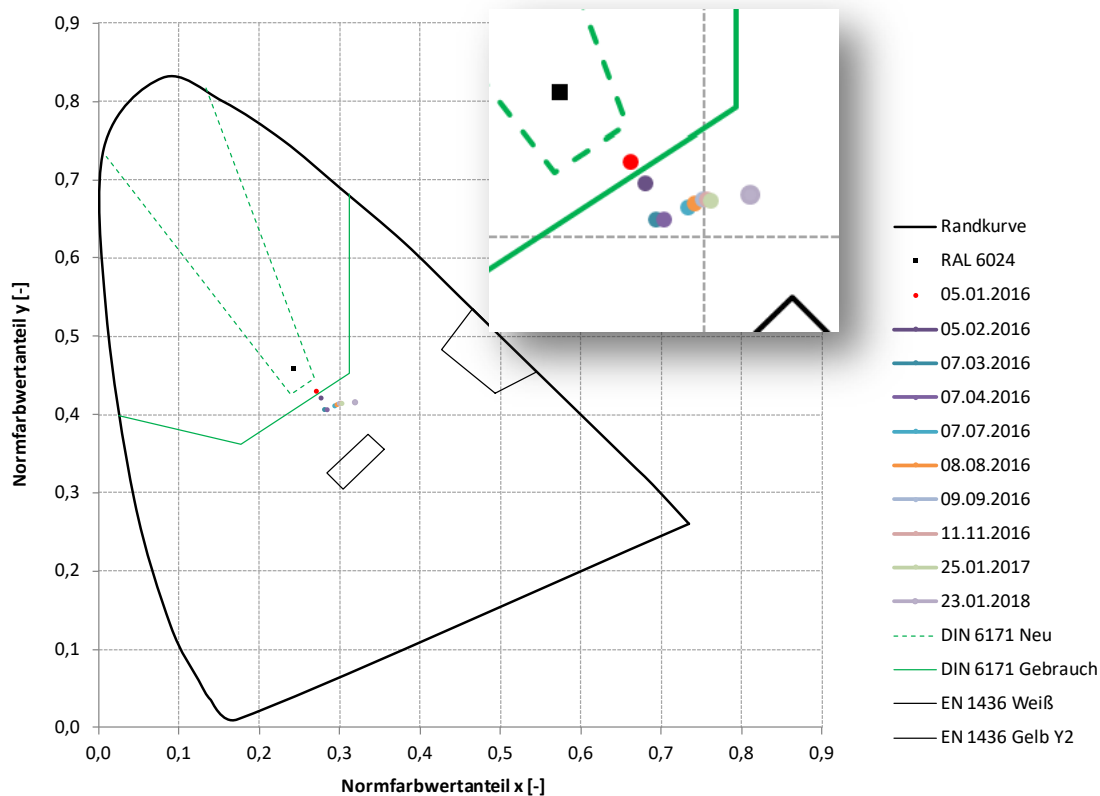 0,9
0,8
0,7
0,6
0,5
0,4
0,3
0,2
0,1
0,0
Normfarbwertanteil y [-]
0,0 0,1 0,2 0,3 0,4 0,5 0,6 0,7 0,8 0,9
Normfarbwertanteil x [-]
Randkurve
RAL 6024
05.01.2016
05.02.2016
07.03.2016
07.04.2016
07.07.2016
08.08.2016
09.09.2016
11.11.2016
25.01.2017
23.01.2018
DIN 6171 Neu
DIN 6171 Gebrauch
EN 1436 Weiß
EN 1436 Gelb Y2